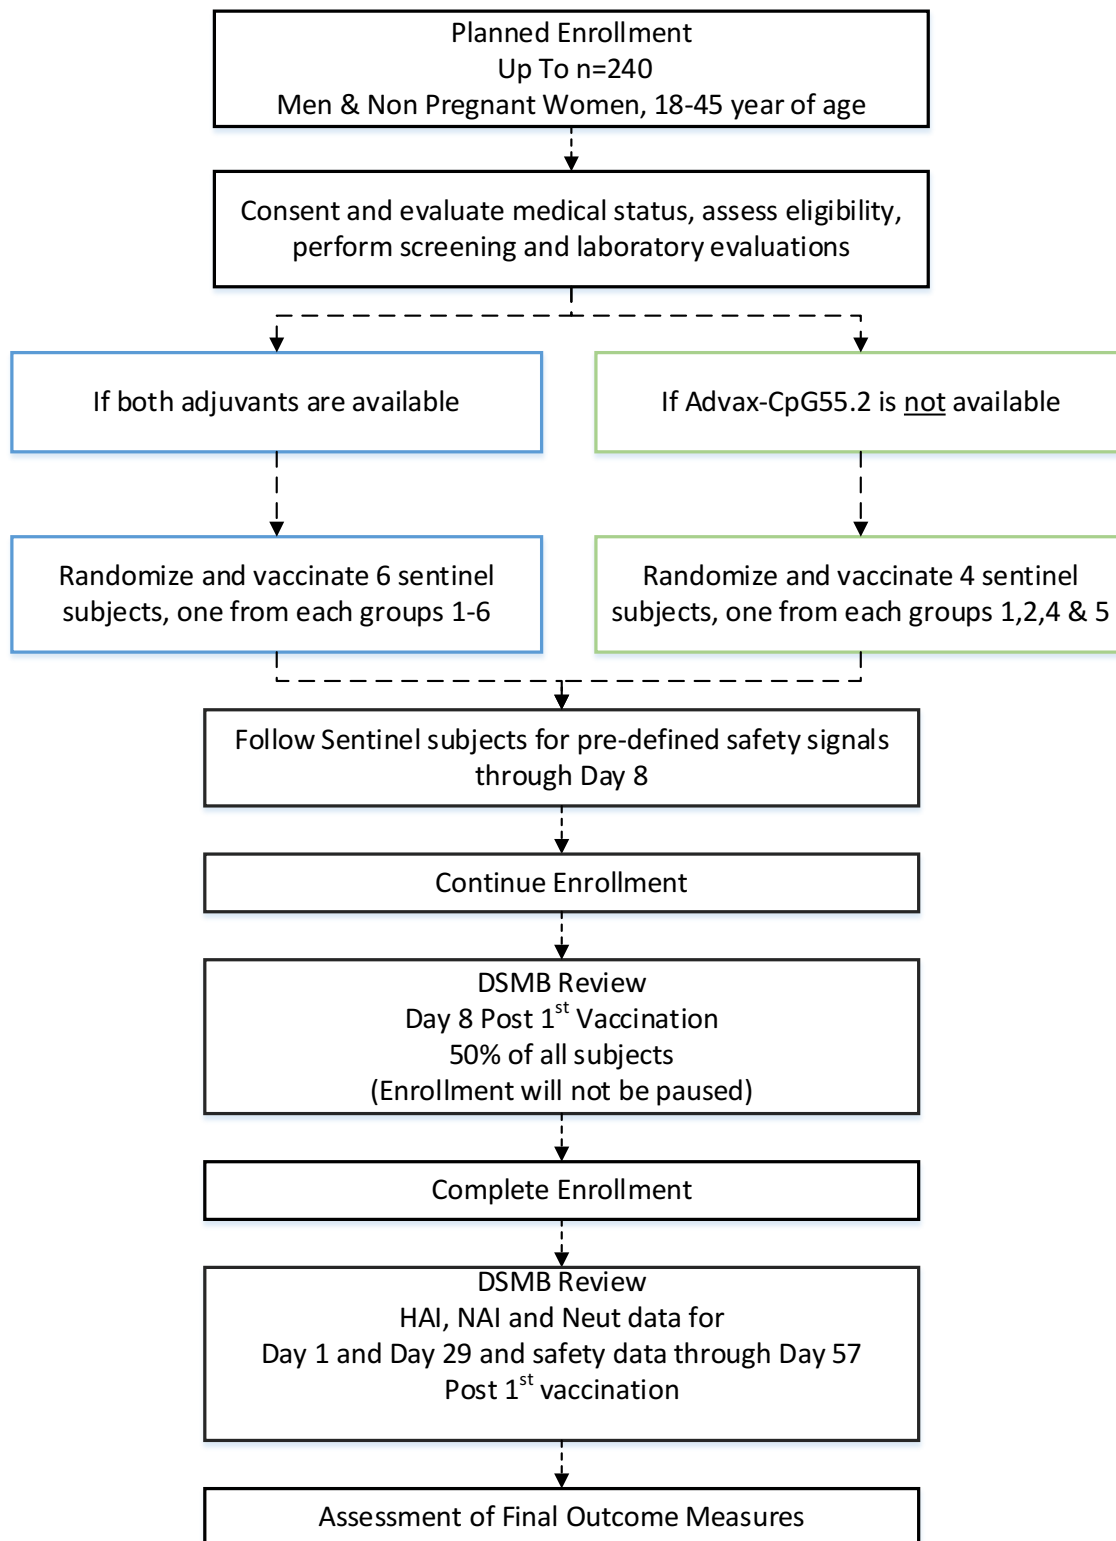 Planned Enrollment
Up To n=240
Men & Non Pregnant Women, 18-45 year of age
Consent and evaluate medical status, assess eligibility,
perform screening and laboratory evaluations
If both adjuvants are available
If Advax-CpG55.2 is not available
Randomize and vaccinate 6 sentinel
subjects, one from each groups 1-6
Randomize and vaccinate 4 sentinel
subjects, one from each groups 1,2,4 & 5
Follow Sentinel subjects for pre-defined safety signals
through Day 8
Continue Enrollment
DSMB Review
Day 8 Post 1st Vaccination
50% of all subjects
(Enrollment will not be paused)
Complete Enrollment
DSMB Review
HAI, NAI and Neut data for
Day 1 and Day 29 and safety data through Day 57
Post 1st vaccination
Assessment of Final Outcome Measures